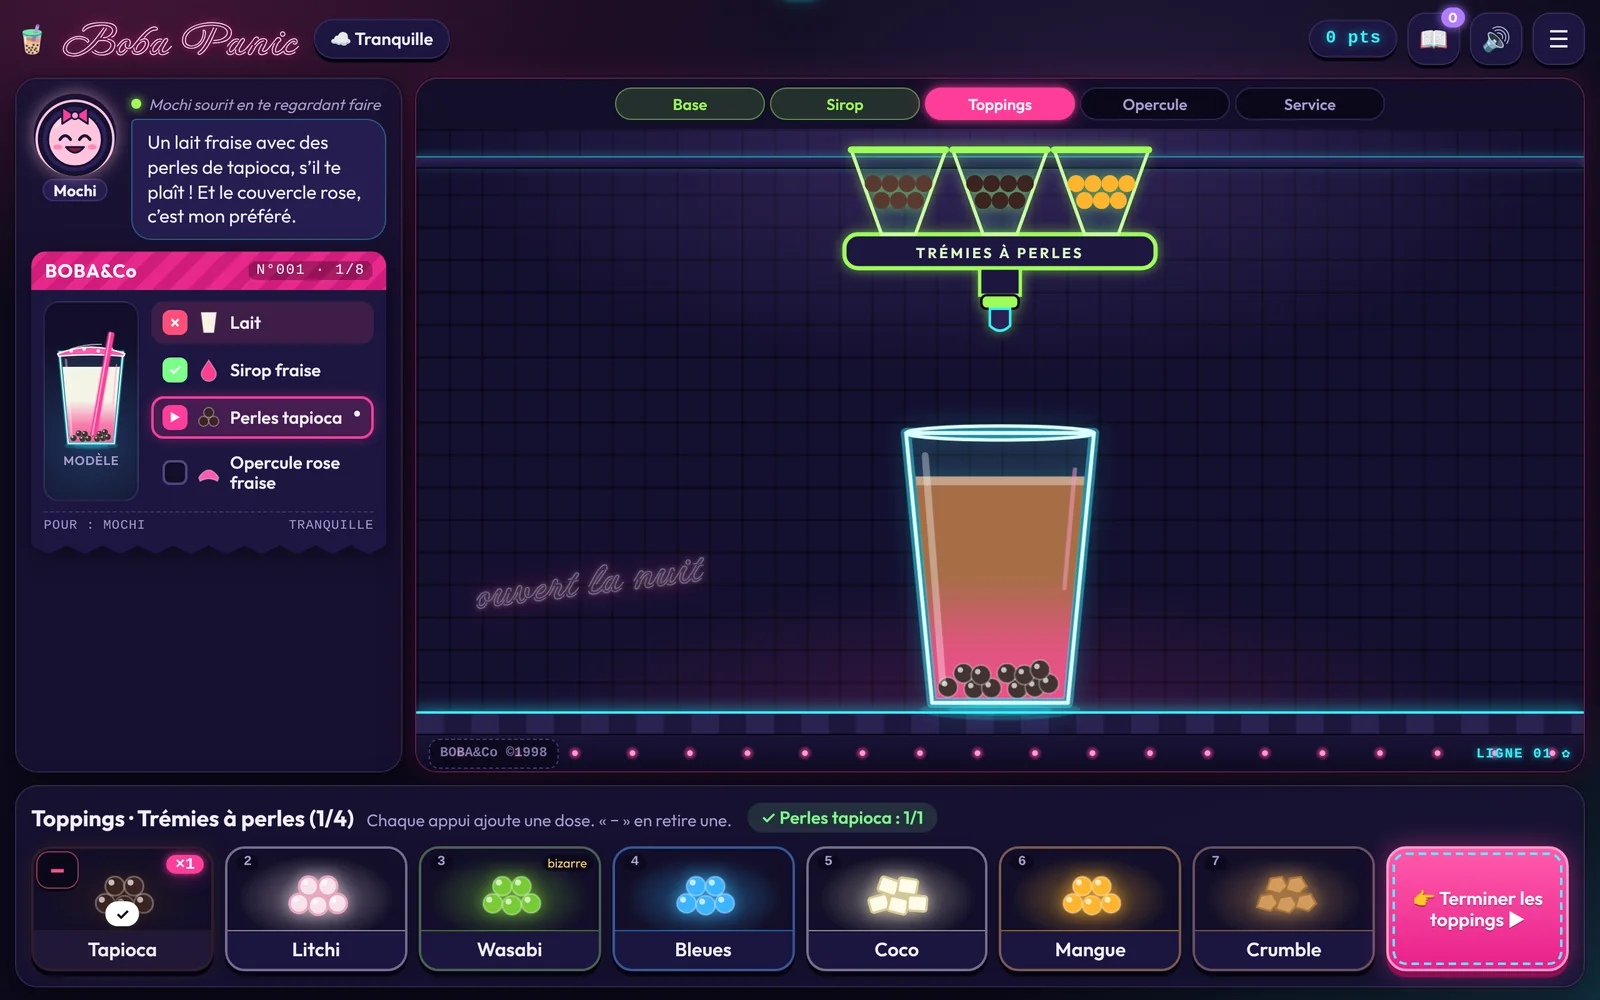 Boba Panic
Tranquille
0 pts
0
Mochi sourit en te regardant faire
Un lait fraise avec des
perles de tapioca, s’il te
plaît ! Et le couvercle rose,
c’est mon préféré.
Mochi
BOBA&Co
N°001 · 1/8
Lait
Sirop fraise
Perles tapioca
Opercule rose
fraise
MODÈLE
POUR : MOCHI
TRANQUILLE
Base
Sirop
Toppings
Opercule
Service
TRÉMIES À PERLES
ouvert la nuit
BOBA&Co ©1998
LIGNE 01 ✿
Toppings · Trémies à perles (1/4)
Chaque appui ajoute une dose. « − » en retire une.
✓ Perles tapioca : 1/1
×1
Tapioca
2
Litchi
3
bizarre
Wasabi
4
Bleues
5
Coco
6
Mangue
7
Crumble
👉 Terminer les
toppings ▶